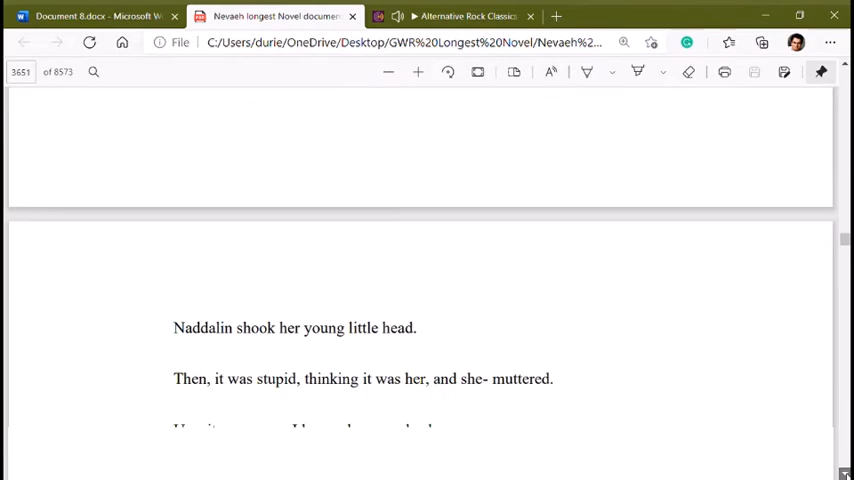 Document 8.docx - Microsoft W
Nevaeh longest Novel documen
Alternative Rock Classics
File
C:/Users/durie/OneDrive/Desktop/GWR%20Longest%20Novel/Nevaeh%2...
3651 of 8573
Naddalin shook her young little head.
Then, it was stupid, thinking it was her, and she- muttered.